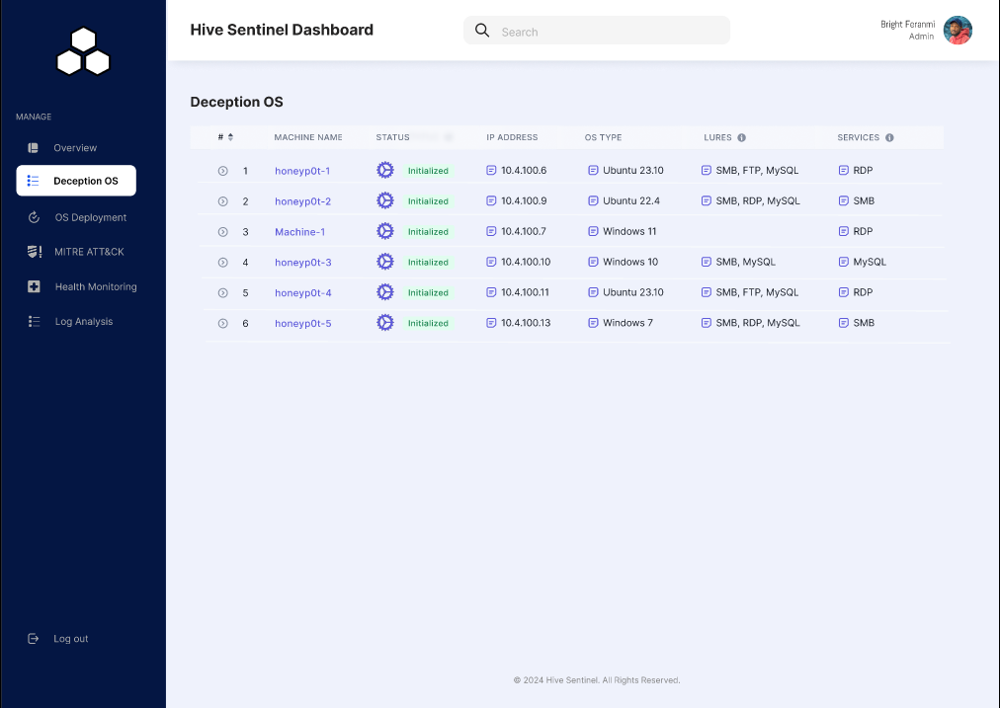 Hive Sentinel Dashboard
Search
Bright Feranmi
Admin
MANAGE
Overview
Deception OS
OS Deployment
MITRE ATT&CK
Health Monitoring
Log Analysis
Log out
Deception OS
# MACHINE NAME STATUS IP ADDRESS OS TYPE LURES SERVICES
1 honeyp0t-1 Initialized 10.4.100.6 Ubuntu 23.10 SMB, FTP, MySQL RDP
2 honeyp0t-2 Initialized 10.4.100.9 Ubuntu 22.4 SMB, RDP, MySQL SMB
3 Machine-1 Initialized 10.4.100.7 Windows 11 RDP
4 honeyp0t-3 Initialized 10.4.100.10 Windows 10 SMB, MySQL MySQL
5 honeyp0t-4 Initialized 10.4.100.11 Ubuntu 23.10 SMB, FTP, MySQL RDP
6 honeyp0t-5 Initialized 10.4.100.13 Windows 7 SMB, RDP, MySQL SMB
© 2024 Hive Sentinel. All Rights Reserved.